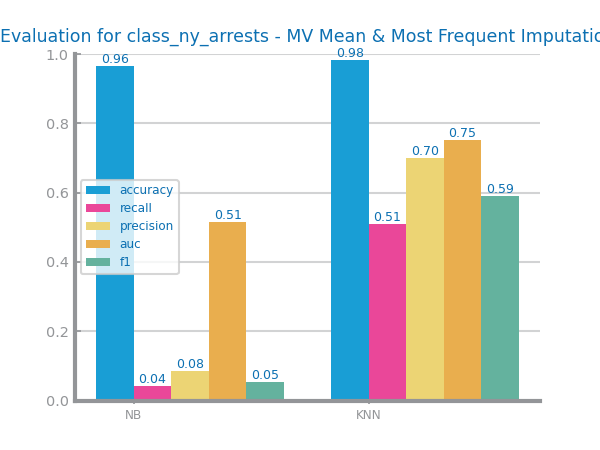 Evaluation for class_ny_arrests - MV Mean & Most Frequent Imputatic
1.0
0.8
0.6
0.4
0.2
0.0
0.96
0.04
0.08
0.51
0.05
0.98
0.51
0.70
0.75
0.59
accuracy
recall
precision
auc
f1
NB
KNN